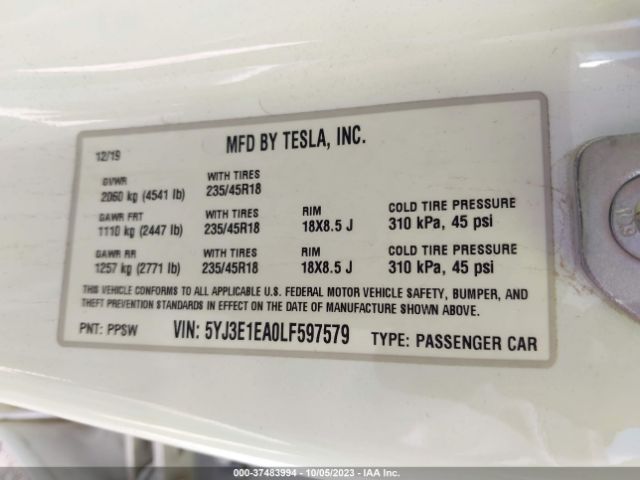 MFD BY TESLA, INC.
12/19
GVWR WITH TIRES
2060 kg (4541 lb) 235/45R18
GAWR FRT WITH TIRES RIM COLD TIRE PRESSURE
1110 kg (2447 lb) 235/45R18 18X8.5 J 310 kPa, 45 psi
GAWR RR WITH TIRES RIM COLD TIRE PRESSURE
1257 kg (2771 lb) 235/45R18 18X8.5 J 310 kPa, 45 psi
THIS VEHICLE CONFORMS TO ALL APPLICABLE U.S. FEDERAL MOTOR VEHICLE SAFETY, BUMPER, AND
THEFT PREVENTION STANDARDS IN EFFECT ON THE DATE OF MANUFACTURE SHOWN ABOVE.
PNT: PPSW VIN: 5YJ3E1EA0LF597579 TYPE: PASSENGER CAR
000-37483994 - 10/05/2023 - IAA Inc.